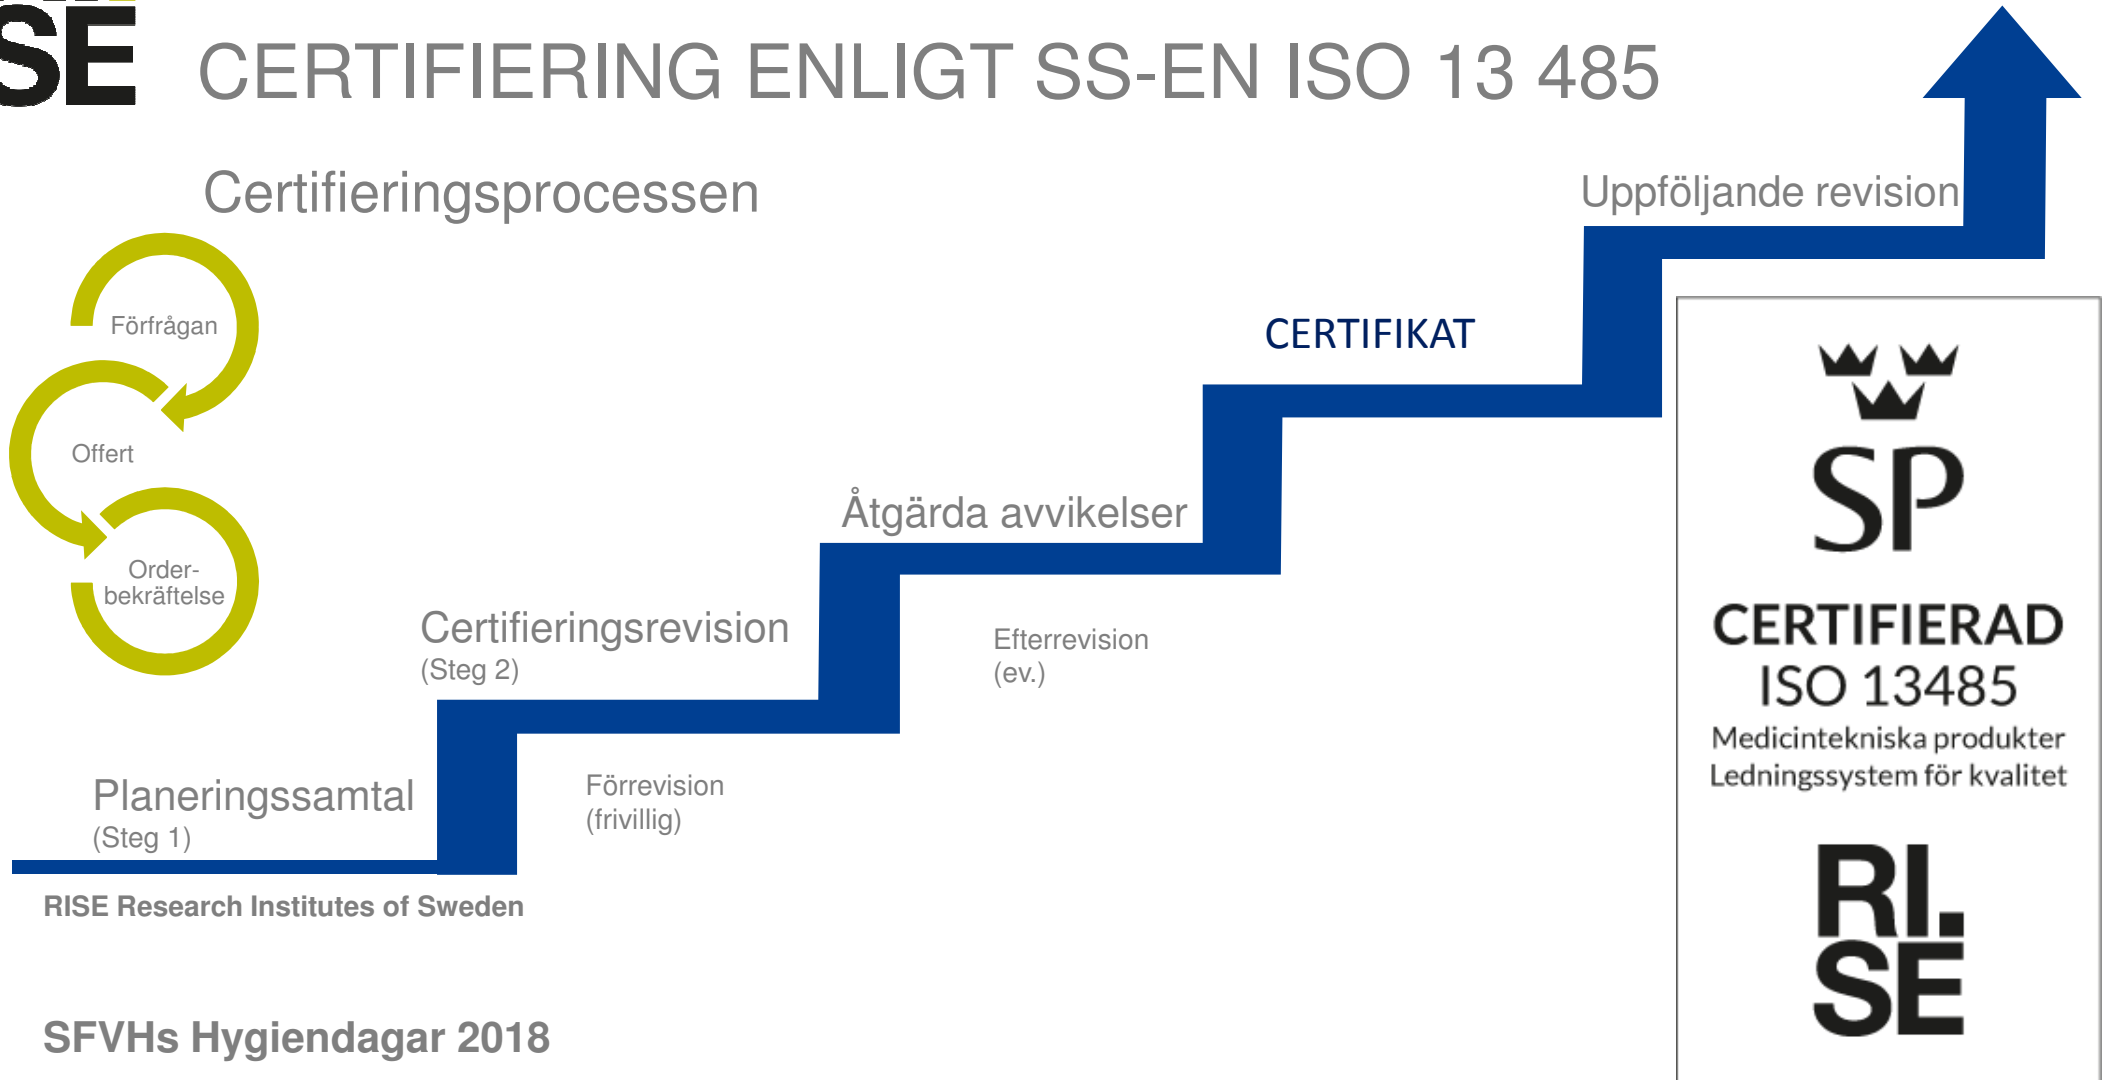 SE
CERTIFIERING ENLIGT SS-EN ISO 13 485
Certifieringsprocessen
Uppföljande revision
Förfrågan
CERTIFIKAT
Offert
Åtgärda avvikelser
Order-
bekräftelse
Certifieringsrevision
(Steg 2)
Efterrevision
(ev.)
Planeringssamtal
(Steg 1)
Förrevision
(frivillig)
SP
CERTIFIERAD
ISO 13485
Medicintekniska produkter
Ledningssystem för kvalitet
RI.
SE
RISE Research Institutes of Sweden
SFVHs Hygiendagar 2018